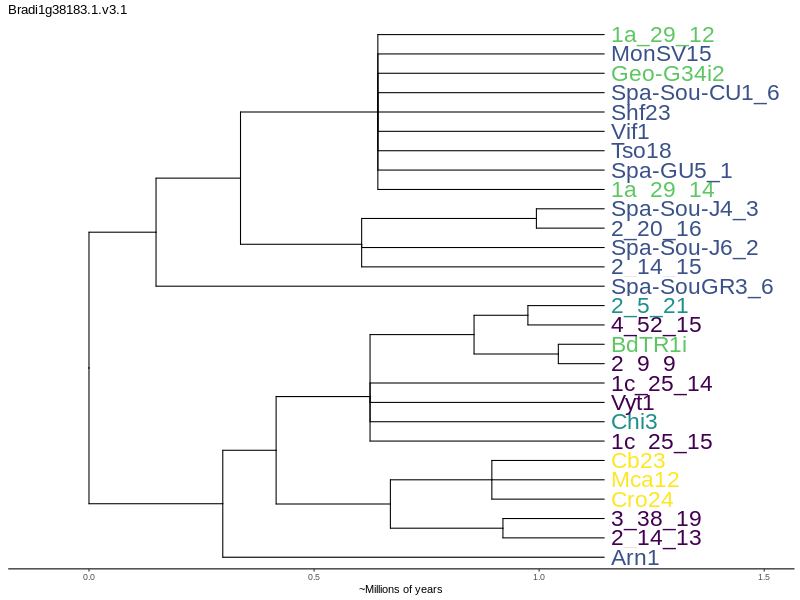 Bradi1g38183.1.v3.1
1a_29_12
MonSV15
Geo-G34i2
Spa-Sou-CU1_6
Shf23
Vif1
Tso18
Spa-GU5_1
1a_29_14
Spa-Sou-J4_3
2_20_16
Spa-Sou-J6_2
2_14_15
Spa-SouGR3_6
2_5_21
4_52_15
BdTR1i
2_9_9
1c_25_14
Vyt1
Chi3
1c_25_15
Cb23
Mca12
Cro24
3_38_19
2_14_13
Arn1
0.0 0.5 1.0 1.5
~Millions of years